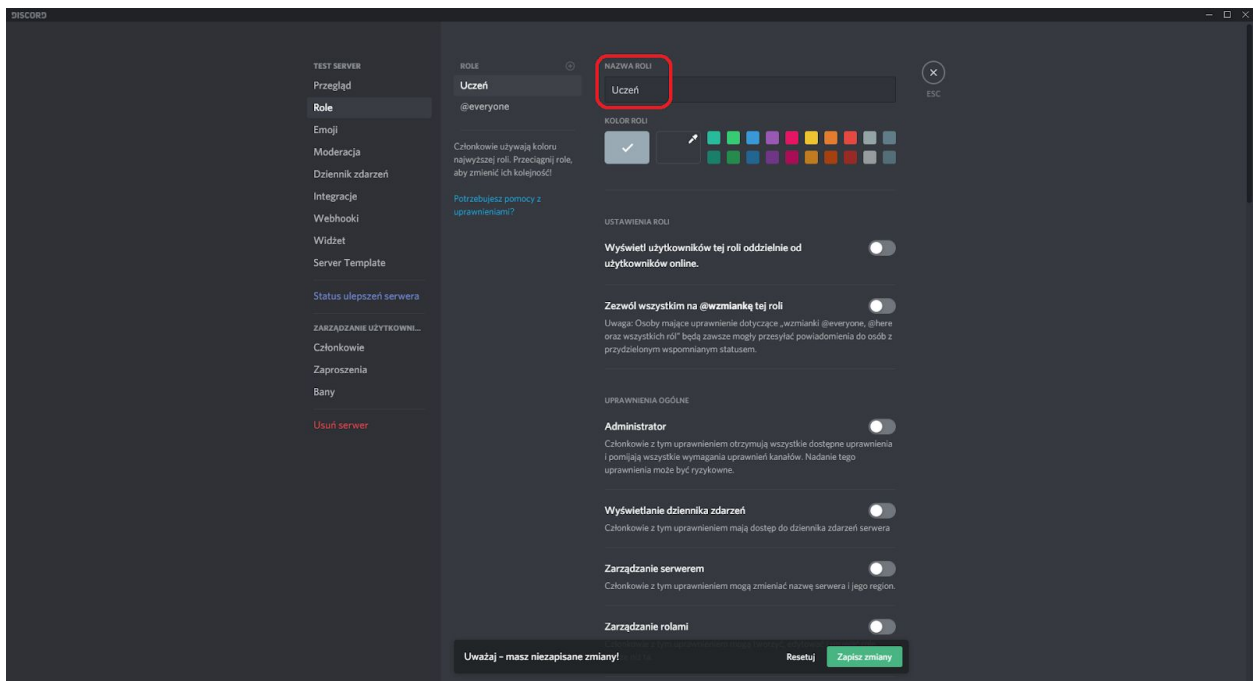 DISCORD
TEST SERVER
Przegląd
Role
Emoji
Moderacja
Dziennik zdarzeń
Integracje
Webhooki
Widżet
Server Template
Status ulepszeń serwera
ZARZĄDZANIE UŻYTKOWNI...
Członkowie
Zaproszenia
Bany
Usuń serwer
ROLE
Uczeń
@everyone
Członkowie używają koloru
najwyższej roli. Przeciągnij role,
aby zmienić ich kolejność!
Potrzebujesz pomocy z
uprawnieniami?
NAZWA ROLI
Uczeń
KOLOR ROLI
USTAWIENIA ROLI
Wyświetl użytkowników tej roli oddzielnie od
użytkowników online.
Zezwól wszystkim na @wzmiankę tej roli
Uwaga: Osoby mające uprawnienie dotyczące „wzmianki @everyone, @here
oraz wszystkich ról” będą zawsze mogły przesyłać powiadomienia do osób z
przydzielonym wspomnianym statusem.
UPRAWNIENIA OGÓLNE
Administrator
Członkowie z tym uprawnieniem otrzymują wszystkie dostępne uprawnienia
i pomijają wszystkie wymagania uprawnień kanałów. Nadanie tego
uprawnienia może być ryzykowne.
Wyświetlanie dziennika zdarzeń
Członkowie z tym uprawnieniem mają dostęp do dziennika zdarzeń serwera
Zarządzanie serwerem
Członkowie z tym uprawnieniem mogą zmieniać nazwę serwera i jego region.
Zarządzanie rolami
Uważaj – masz niezapisane zmiany!
Resetuj
Zapisz zmiany
ESC